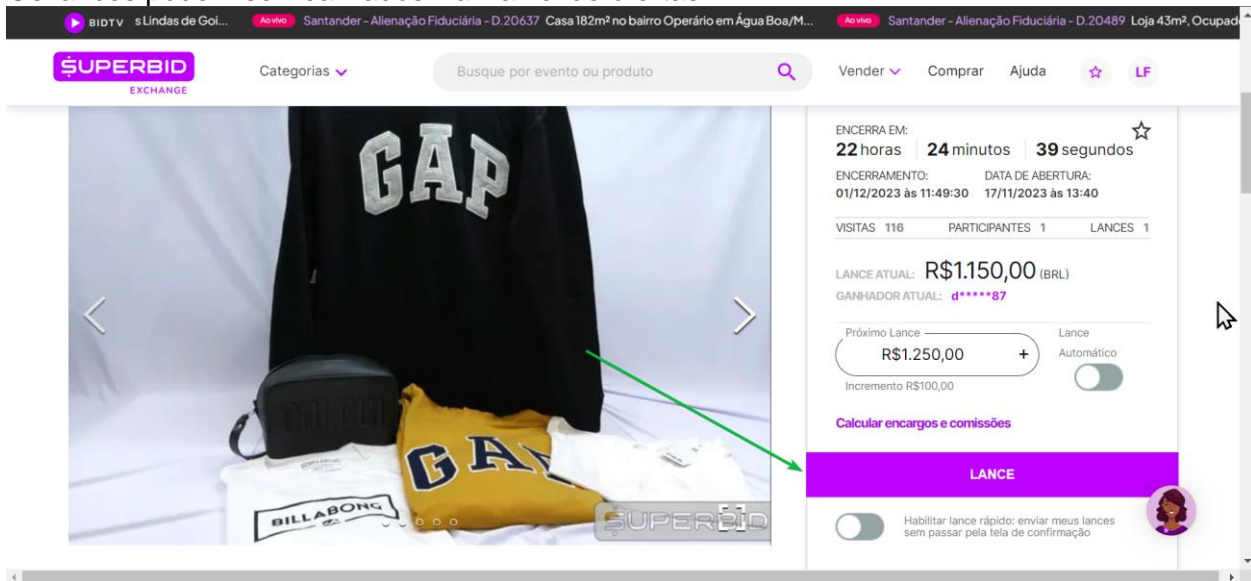 BIDTV s Lindas de Goi... Ao vivo Santander - Alienação Fiduciária - D.20637 Casa 182m² no bairro Operário em Água Boa/M... Ao vivo Santander - Alienação Fiduciária - D.20489 Loja 43m², Ocupad
SUPERBID
EXCHANGE
Categorias
Busque por evento ou produto
Vender Comprar Ajuda LF
GAP
COLCCI
GAP
BILLABONG
SUPERBID
ENCERRA EM:
22 horas 24 minutos 39 segundos
ENCERRAMENTO: DATA DE ABERTURA:
01/12/2023 às 11:49:30 17/11/2023 às 13:40
VISITAS 116 PARTICIPANTES 1 LANCES 1
LANCE ATUAL: R$1.150,00 (BRL)
GANHADOR ATUAL: d*****87
Próximo Lance
R$1.250,00 +
Incremento R$100,00
Lance
Automático
Calcular encargos e comissões
LANCE
Habilitar lance rápido: enviar meus lances
sem passar pela tela de confirmação